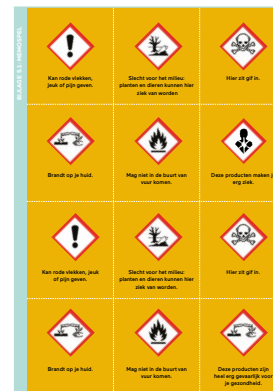 BIJLAGE 5.1. MEMOSPEL
Kan rode vlekken,
jeuk of pijn geven.
Slecht voor het milieu:
planten en dieren kunnen hier
ziek van worden
Hier zit gif in.
Brandt op je huid.
Mag niet in de buurt van
vuur komen.
Deze producten maken j
erg ziek.
Kan rode vlekken, jeuk
of pijn geven.
Slecht voor het milieu:
planten en dieren kunnen hier
ziek van worden.
Hier zit gif in.
Brandt op je huid.
Mag niet in de buurt van
vuur komen.
Deze producten zijn
heel erg gevaarlijk voor
je gezondheid.